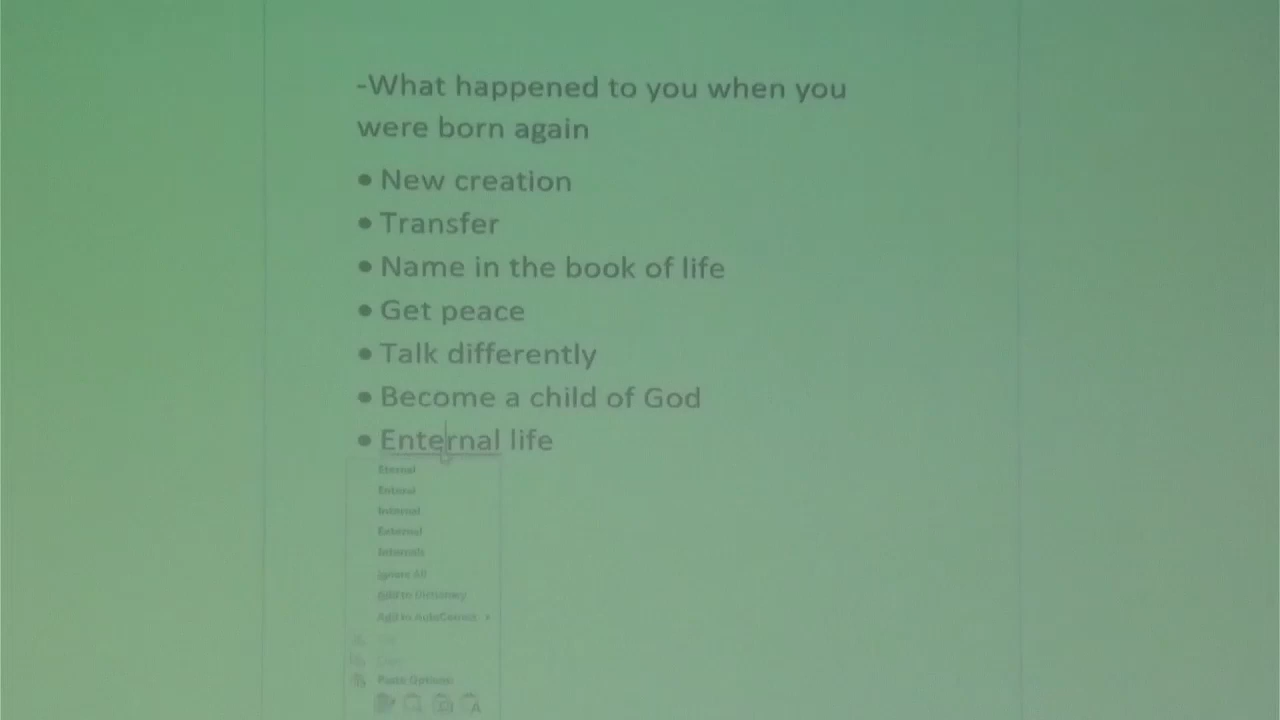 -What happened to you when you
were born again
• New creation
• Transfer
• Name in the book of life
• Get peace
• Talk differently
• Become a child of God
• Enternal life
Eternal
Enteral
Internal
External
Internals
Ignore All
Add to Dictionary
Add to AutoCorrect
Paste Options: